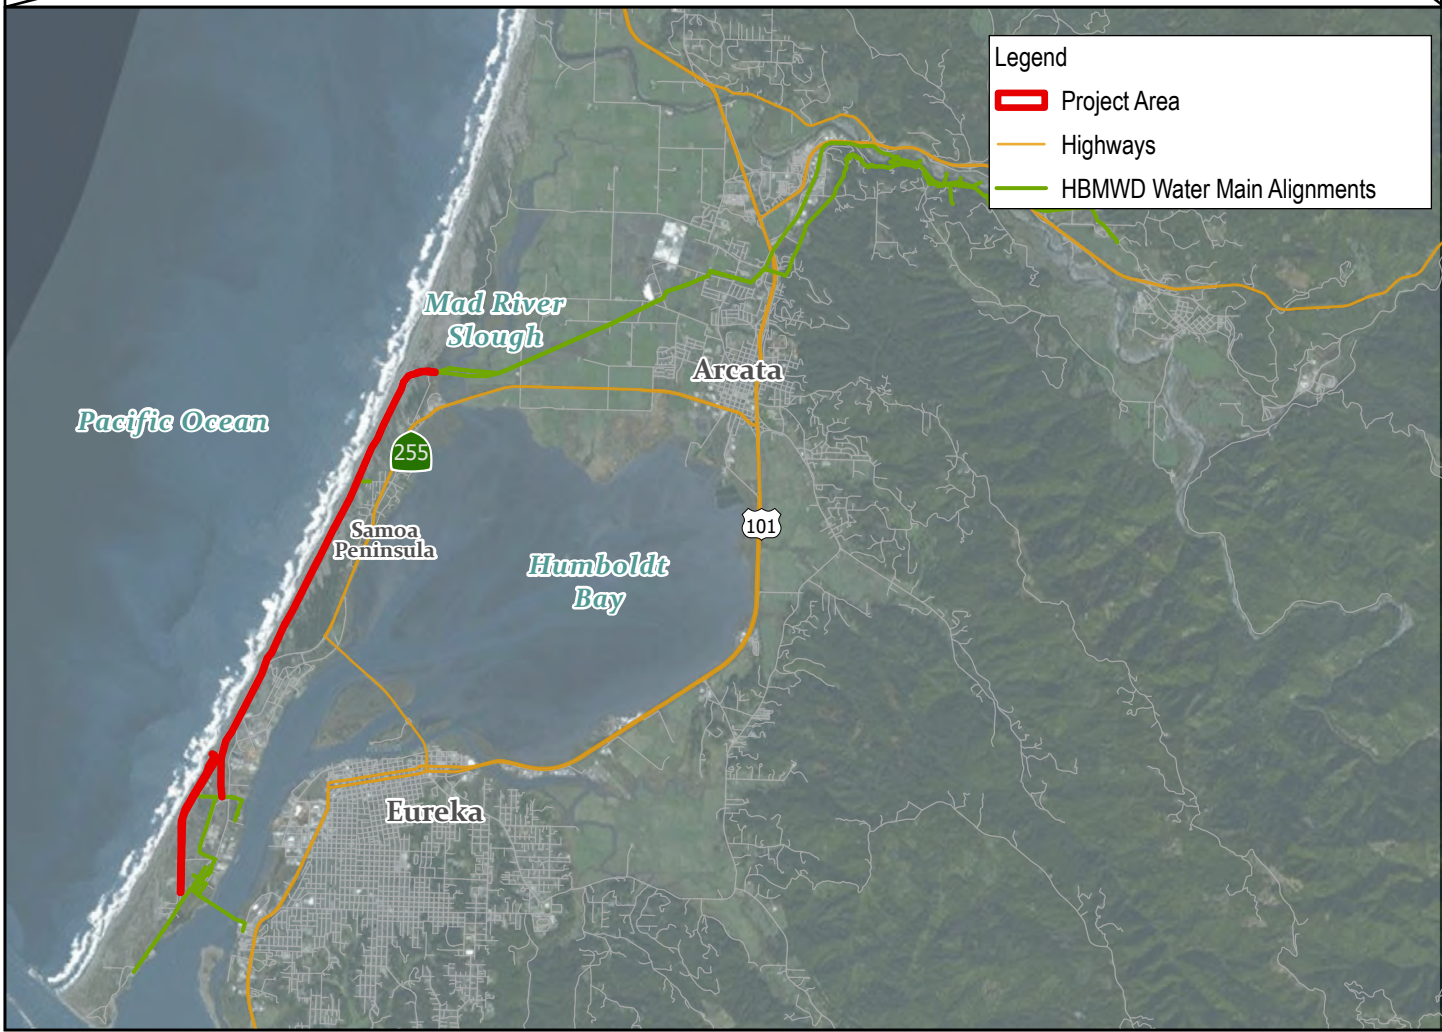 Legend
Project Area
Highways
HBMWD Water Main Alignments
Mad River
Slough
Arcata
Pacific Ocean
255
101
Samoa
Peninsula
Humboldt
Bay
Eureka